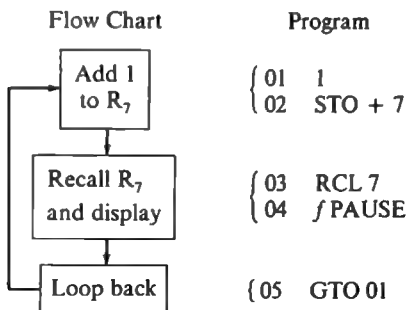 Flow Chart
Program
Add 1
to R₇
{ 01 1
{ 02 STO + 7
Recall R₇
and display
{ 03 RCL 7
{ 04 f PAUSE
Loop back
{ 05 GTO 01